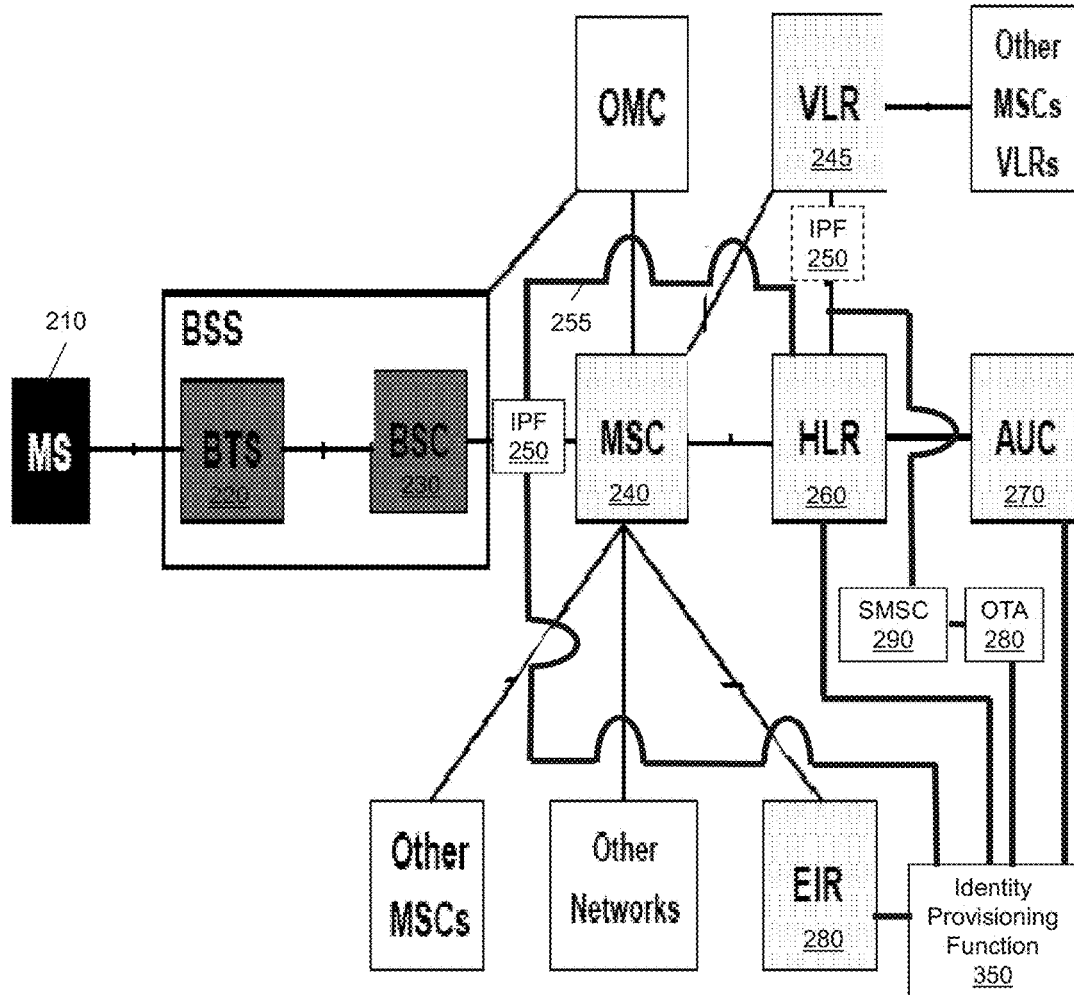 OMC
VLR
245
Other
MSCs
VLRs
IPF
250
210
255
BSS
MS
BTS
220
BSC
230
IPF
250
MSC
240
HLR
260
AUC
270
SMSC
290
OTA
280
Other
MSCs
Other
Networks
EIR
280
Identity
Provisioning
Function
350